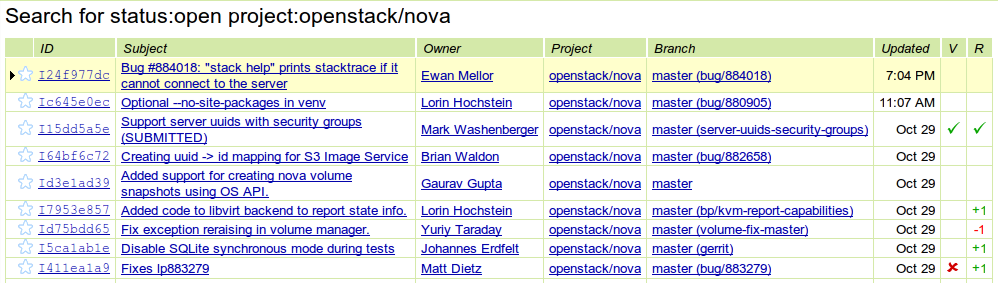 Search for status:open project:openstack/nova
ID Subject Owner Project Branch Updated V R
I24f977dc Bug #884018: "stack help" prints stacktrace if it Ewan Mellor openstack/nova master (bug/884018) 7:04 PM
cannot connect to the server
Ic645e0ec Optional --no-site-packages in venv Lorin Hochstein openstack/nova master (bug/880905) 11:07 AM
I15dd5a5e Support server uuids with security groups Mark Washenberger openstack/nova master (server-uuids-security-groups) Oct 29 ✓ ✓
(SUBMITTED)
I64bf6c72 Creating uuid -> id mapping for S3 Image Service Brian Waldon openstack/nova master (bug/882658) Oct 29
Id3e1ad39 Added support for creating nova volume Gaurav Gupta openstack/nova master Oct 29
snapshots using OS API.
I7953e857 Added code to libvirt backend to report state info. Lorin Hochstein openstack/nova master (bp/kvm-report-capabilities) Oct 29 +1
Id75bdd65 Fix exception reraising in volume manager. Yuriy Taraday openstack/nova master (volume-fix-master) Oct 29 -1
I5ca1ab1e Disable SQLite synchronous mode during tests Johannes Erdfelt openstack/nova master (gerrit) Oct 29 +1
I411ea1a9 Fixes lp883279 Matt Dietz openstack/nova master (bug/883279) Oct 29 ✘ +1